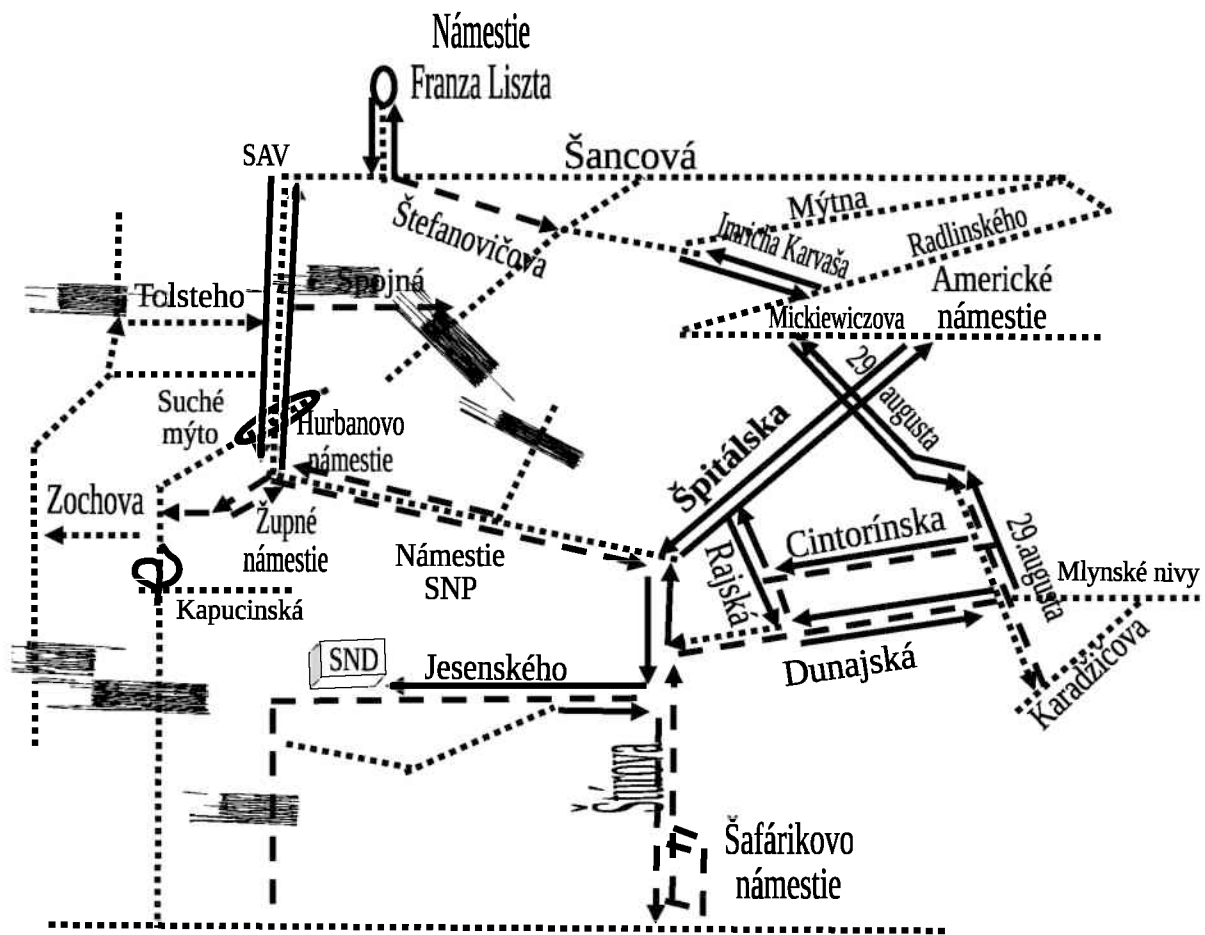 Námestie
Franza Liszta
SAV
Šancová
Mýtna
Štefanovičova
Imricha Karvaša
Radlinského
Spojná
Tolsteho
Americké
námestie
Mickiewiczova
29.
augusta
Suché
mýto
Hurbanovo
námestie
Špitálska
Zochova
Župné
námestie
Námestie
SNP
Rajská
Cintorínska
29.augusta
Mlynské nivy
Kapucinská
SND
Jesenského
Dunajská
Karadžičova
Šafárikovo
námestie